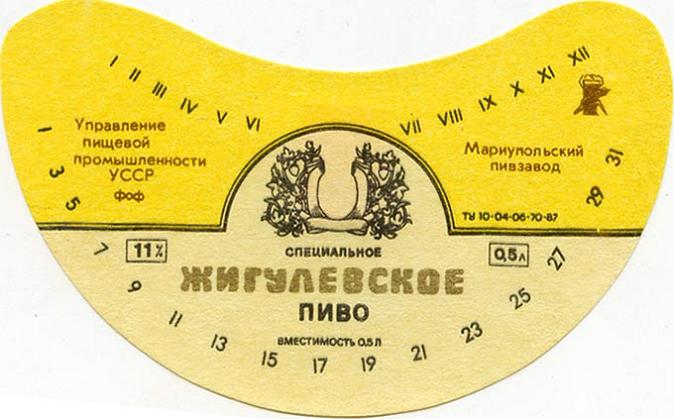 I II III IV V VI VII VIII IX X XI XII
Управление
пищевой
промышленности
УССР
фоф
Мариупольский
пивзавод
ТУ 10-04-06-70-87
11%
0,5л
СПЕЦИАЛЬНОЕ
ЖИГУЛЕВСКОЕ
ПИВО
ВМЕСТИМОСТЬ 0,5 Л
1 3 5 7 9 11 13 15 17 19 21 23 25 27 29 31